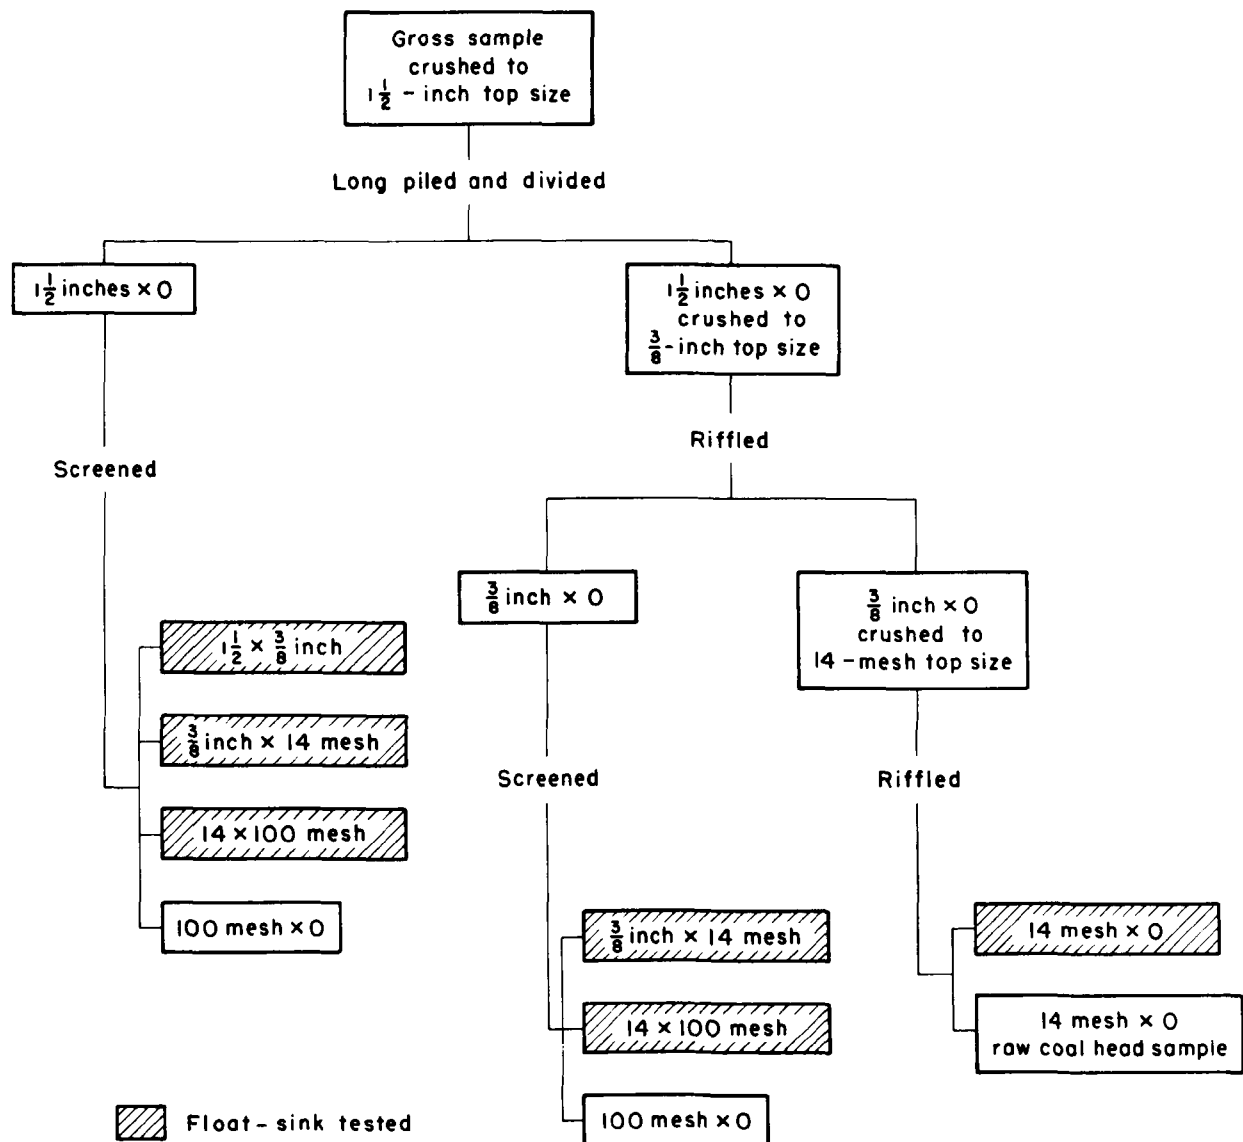 Gross sample
crushed to
1 1/2 - inch top size
Long piled and divided
1 1/2 inches × 0
1 1/2 inches × 0
crushed to
3/8 - inch top size
Riffled
Screened
3/8 inch × 0
3/8 inch × 0
crushed to
14 - mesh top size
1 1/2 × 3/8 inch
3/8 inch × 14 mesh
14 × 100 mesh
100 mesh × 0
Screened
Riffled
3/8 inch × 14 mesh
14 × 100 mesh
100 mesh × 0
14 mesh × 0
14 mesh × 0
raw coal head sample
Float - sink tested